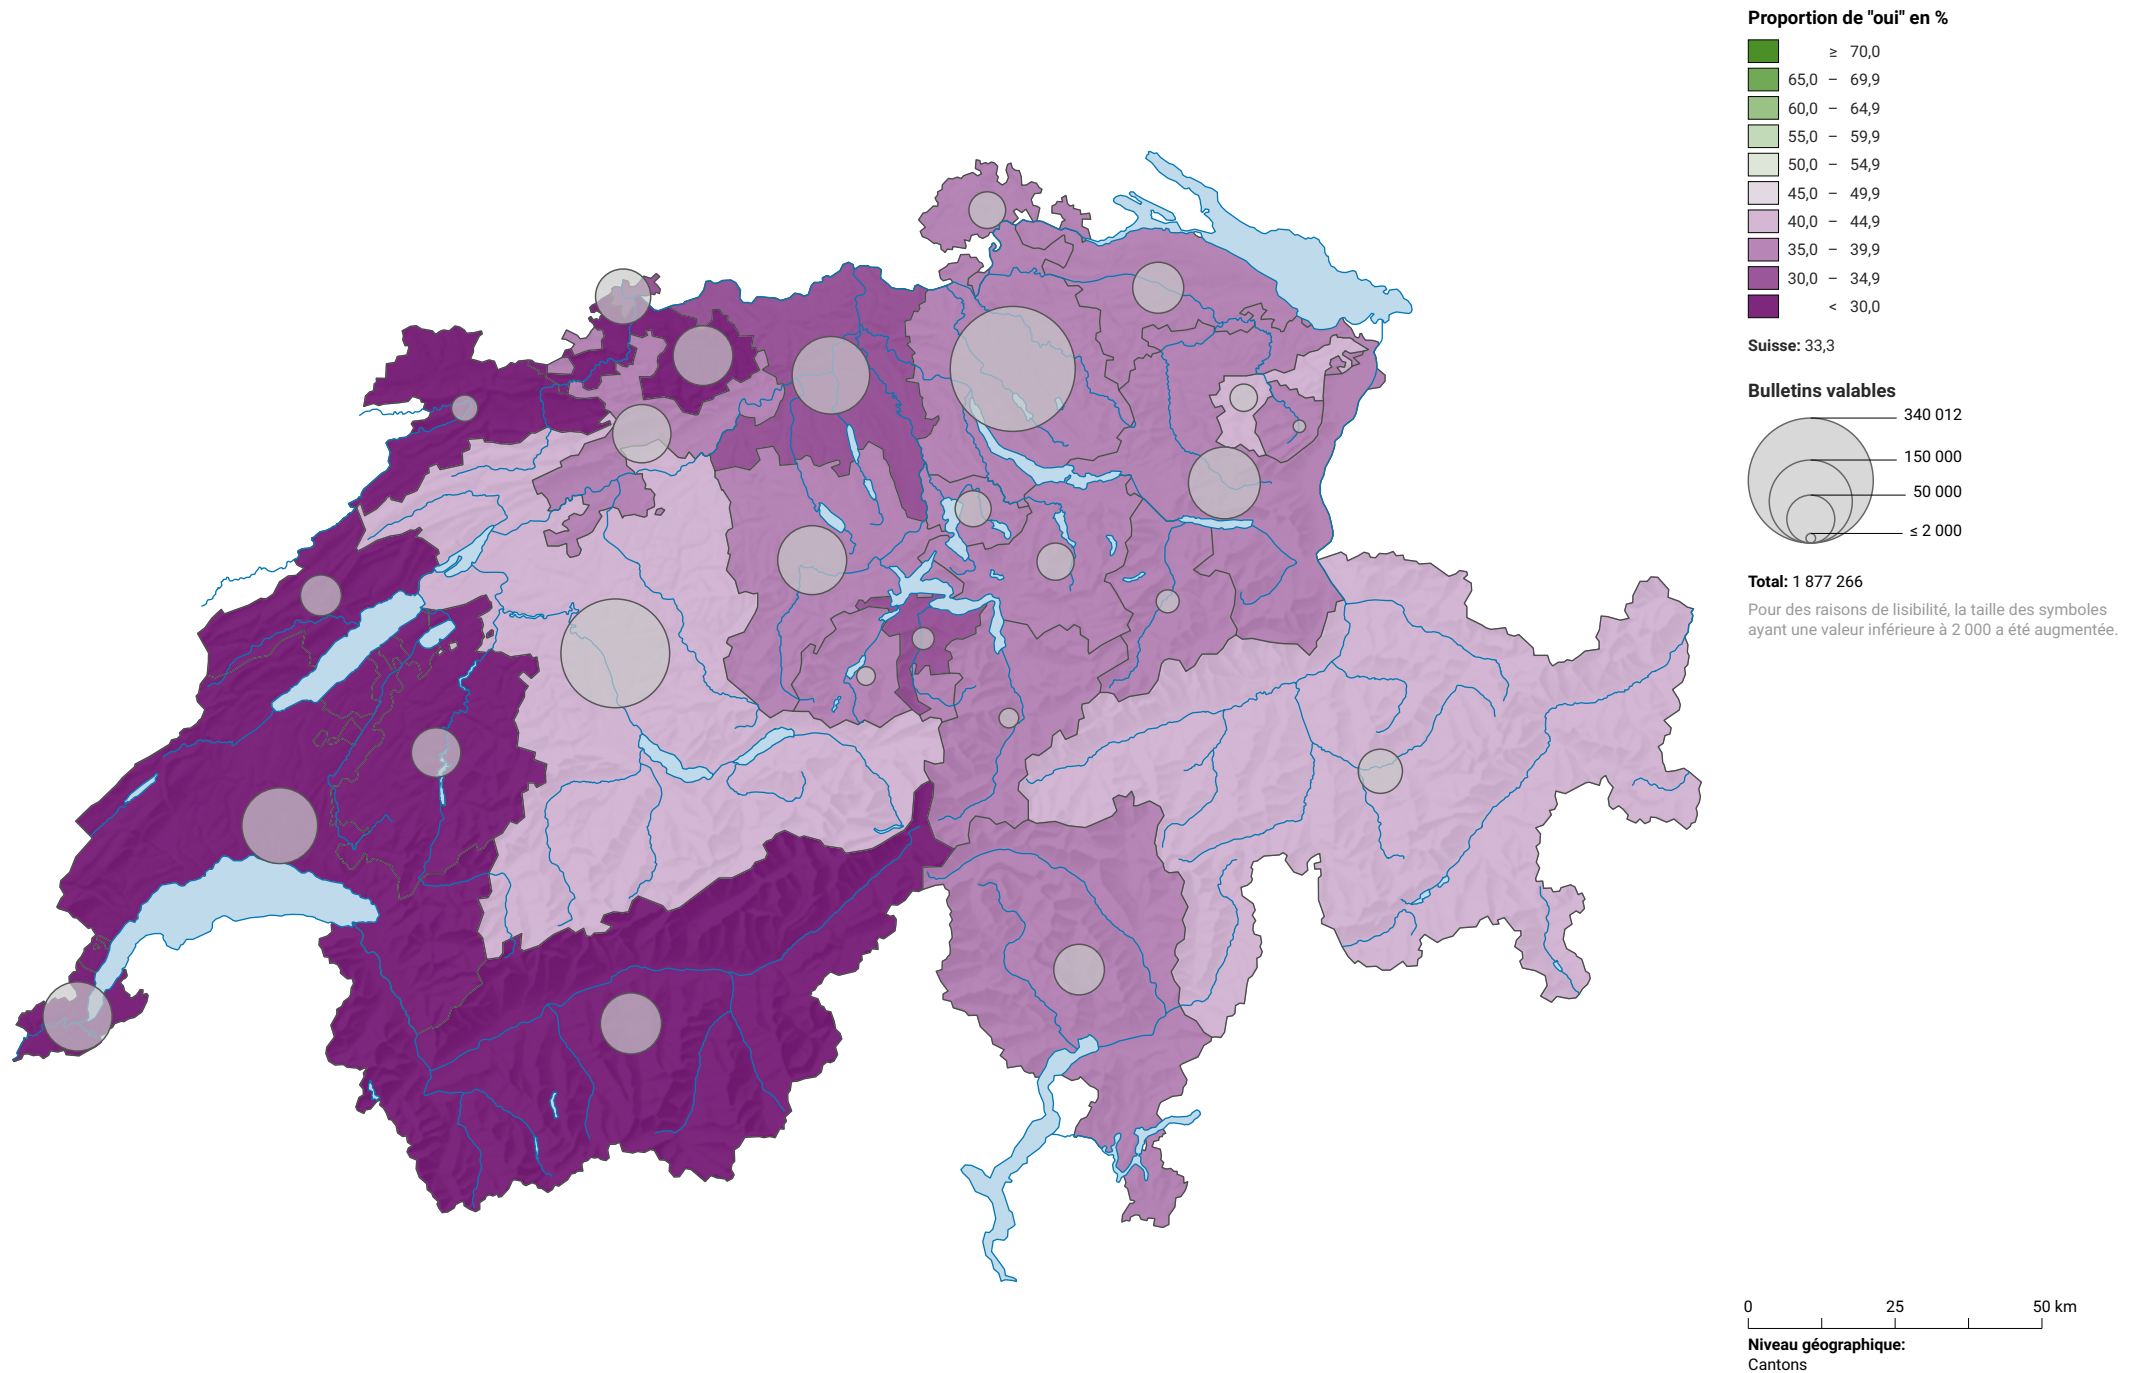 Proportion de "oui" en %
≥ 70,0
65,0 – 69,9
60,0 – 64,9
55,0 – 59,9
50,0 – 54,9
45,0 – 49,9
40,0 – 44,9
35,0 – 39,9
30,0 – 34,9
< 30,0
Suisse: 33,3
Bulletins valables
340 012
150 000
50 000
≤ 2 000
Total: 1 877 266
Pour des raisons de lisibilité, la taille des symboles
ayant une valeur inférieure à 2 000 a été augmentée.
0 25 50 km
Niveau géographique:
Cantons